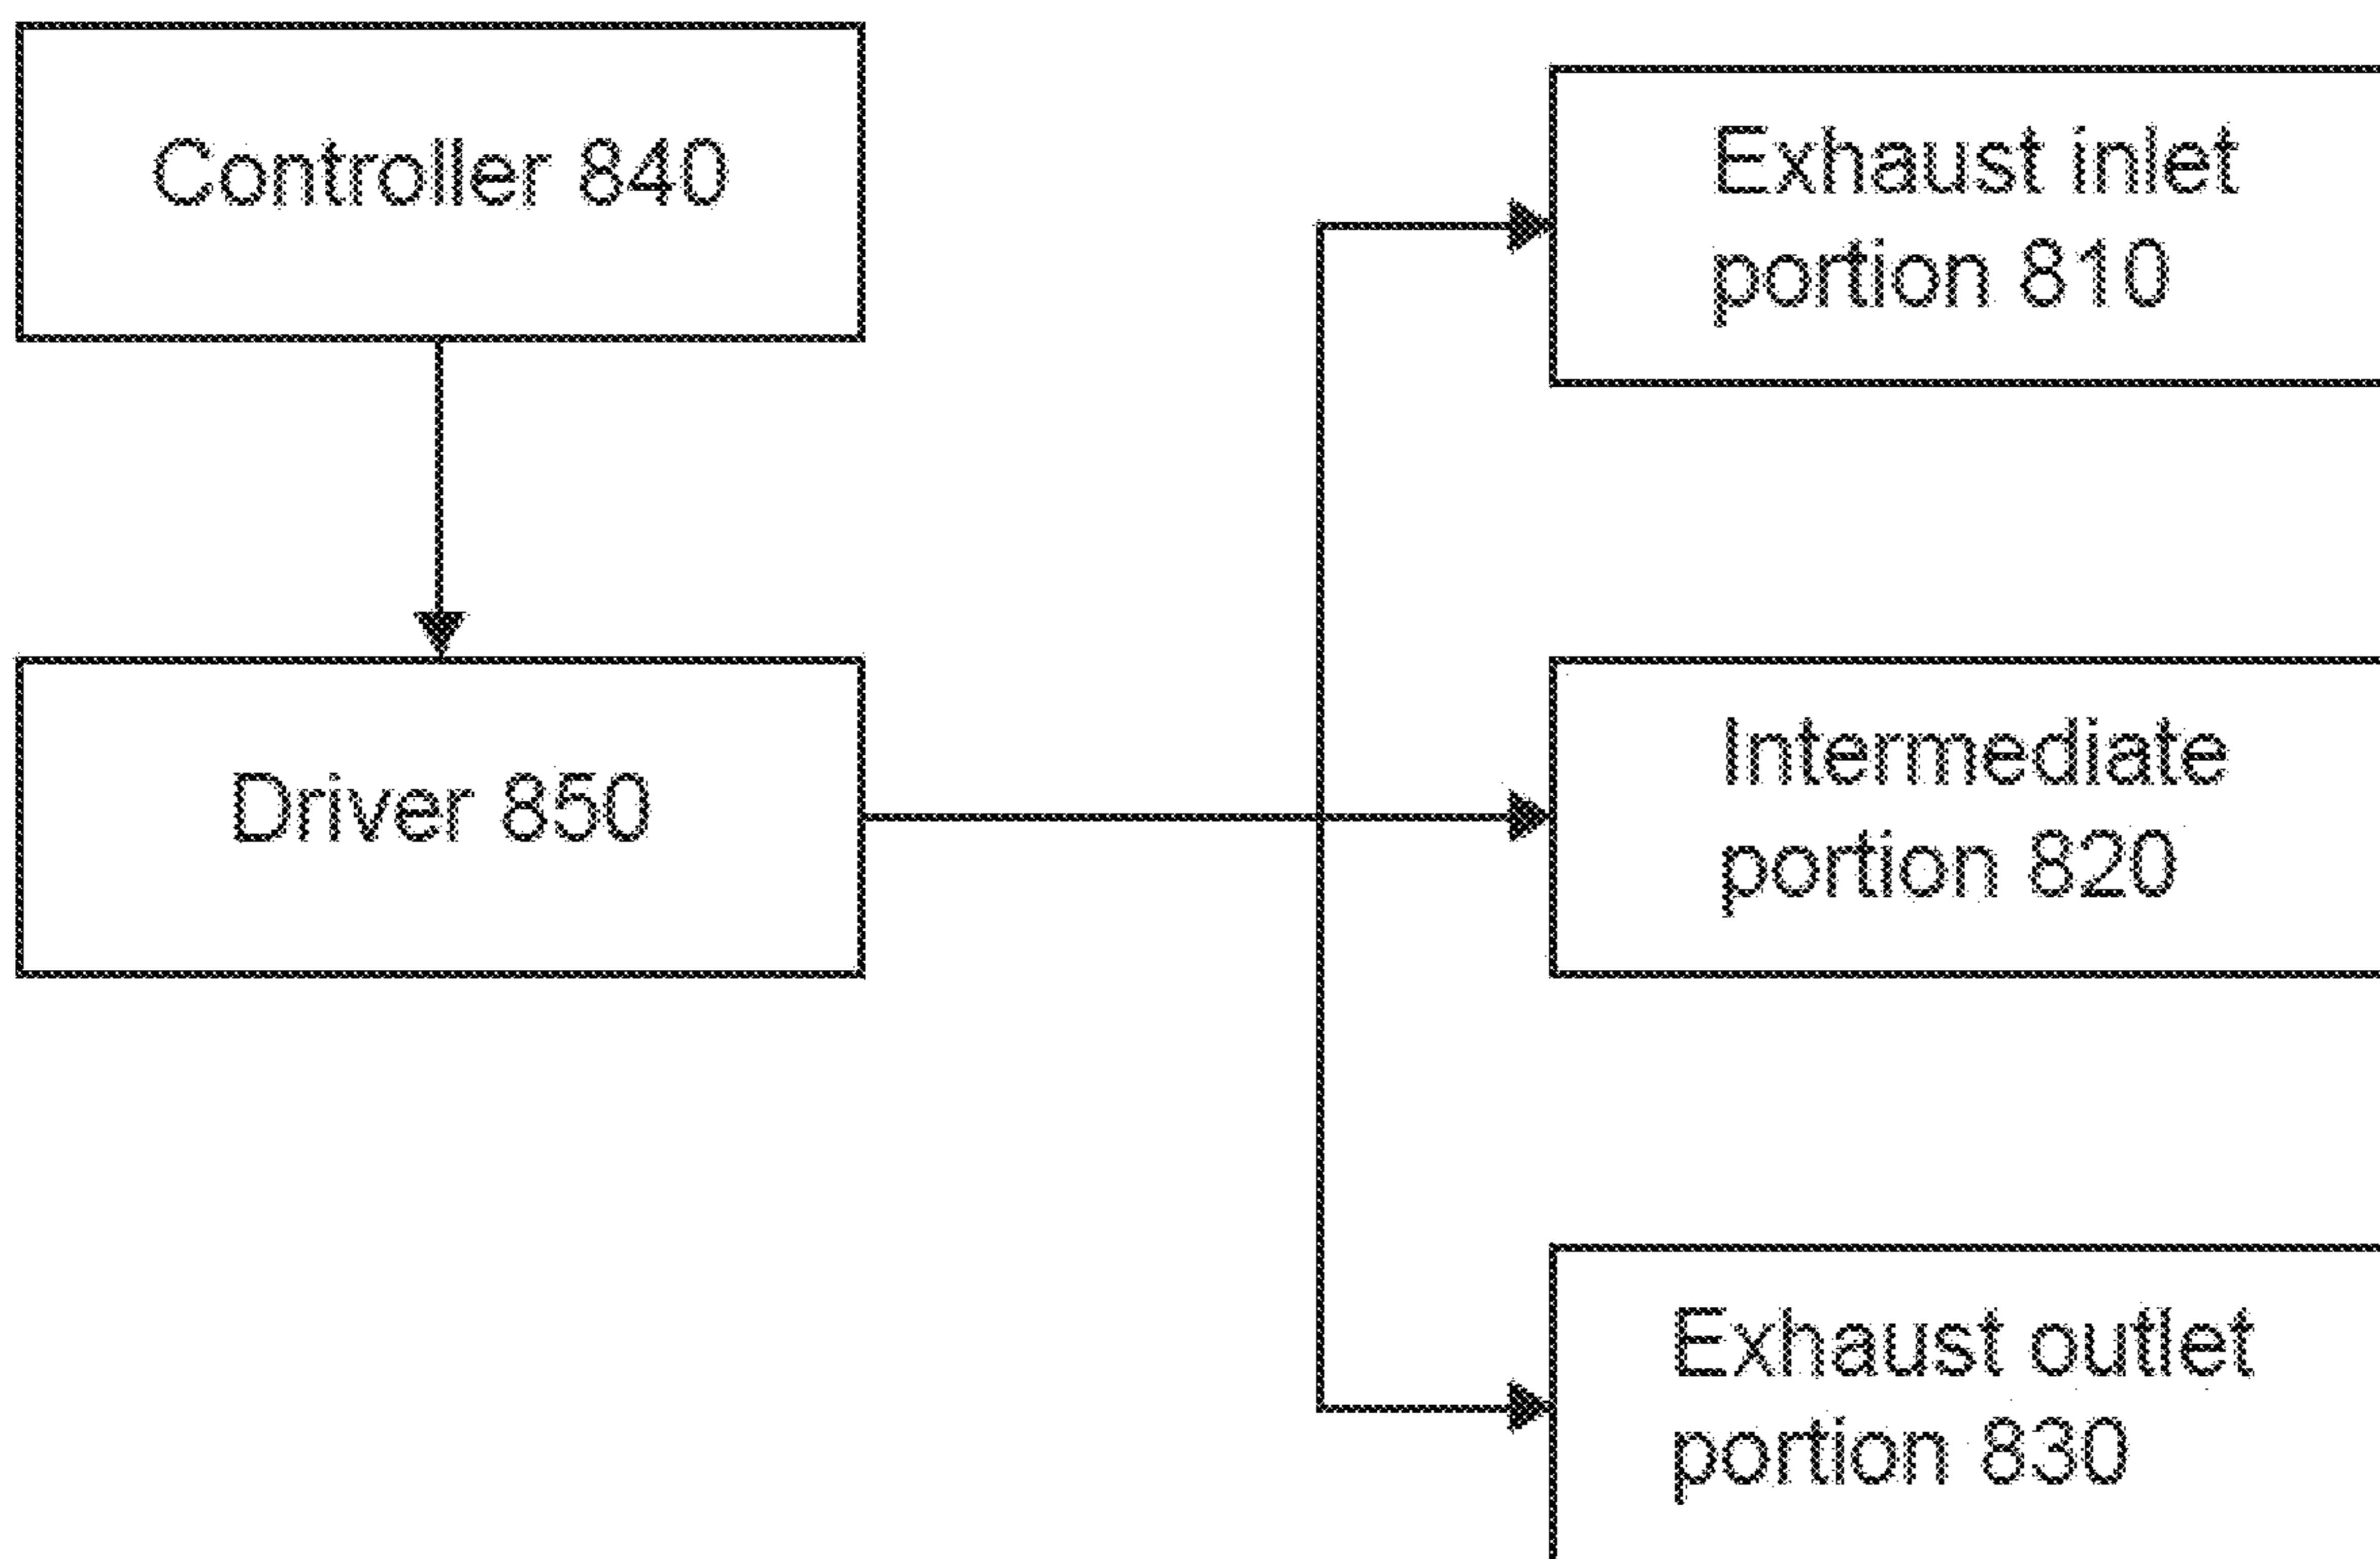 Controller 840
Exhaust inlet
portion 810
Driver 850
Intermediate
portion 820
Exhaust outlet
portion 830